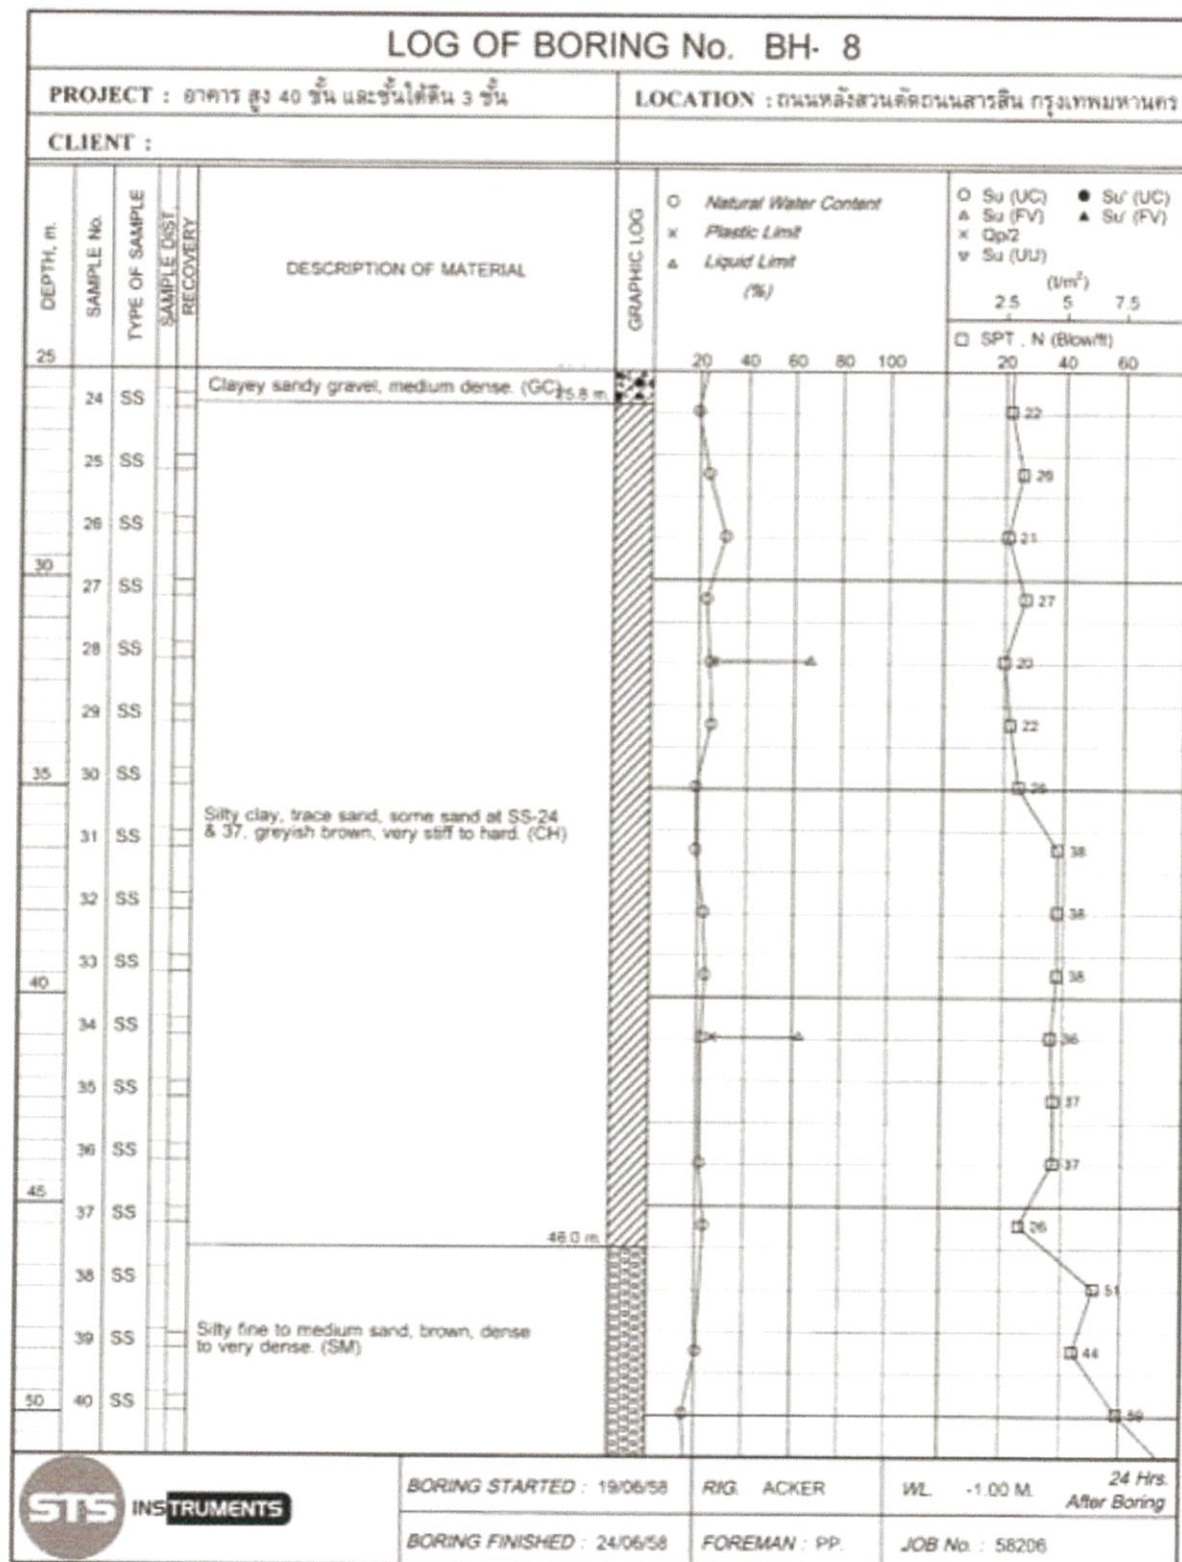 LOG OF BORING No. BH- 8
PROJECT : อาคาร สูง 40 ชั้น และชั้นใต้ดิน 3 ชั้น
LOCATION : ถนนหลังสวนตัดถนนสารสิน กรุงเทพมหานคร
CLIENT :
DEPTH, m.
SAMPLE No.
TYPE OF SAMPLE
SAMPLE DIST.
RECOVERY
DESCRIPTION OF MATERIAL
GRAPHIC LOG
○ Natural Water Content
× Plastic Limit
△ Liquid Limit
(%)
20 40 60 80 100
○ Su (UC) ● Su' (UC)
△ Su (FV) ▲ Su' (FV)
× Qp/2
▽ Su (UU)
(t/m²)
2.5 5 7.5
□ SPT . N (Blow/ft)
20 40 60
25
24 SS
Clayey sandy gravel, medium dense. (GC)
25.8 m.
22
25 SS
26
26 SS
21
30
27 SS
27
28 SS
20
29 SS
22
35
30 SS
31 SS
Silty clay, trace sand, some sand at SS-24
& 37, greyish brown, very stiff to hard. (CH)
38
32 SS
38
33 SS
38
40
34 SS
36
35 SS
37
36 SS
37
45
37 SS
26
46.0 m.
38 SS
51
39 SS
Silty fine to medium sand, brown, dense
to very dense. (SM)
44
50
40 SS
59
STS INSTRUMENTS
BORING STARTED : 19/06/58
RIG. ACKER
WL. -1.00 M.
24 Hrs.
After Boring
BORING FINISHED : 24/06/58
FOREMAN : PP.
JOB No. : 58206